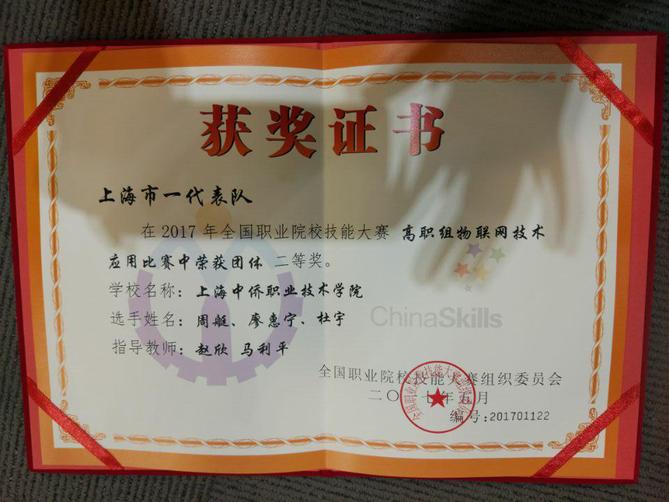 获奖证书
上海市一代表队
在2017年全国职业院校技能大赛 高职组物联网技术
应用比赛中荣获团体 二等奖。
学校名称：上海中侨职业技术学院
选手姓名：周艇、廖惠宁、杜宇
ChinaSkills
指导教师：赵欣 马利平
全国职业院校技能大赛组织委员会
二〇一七年五月
编号:201701122